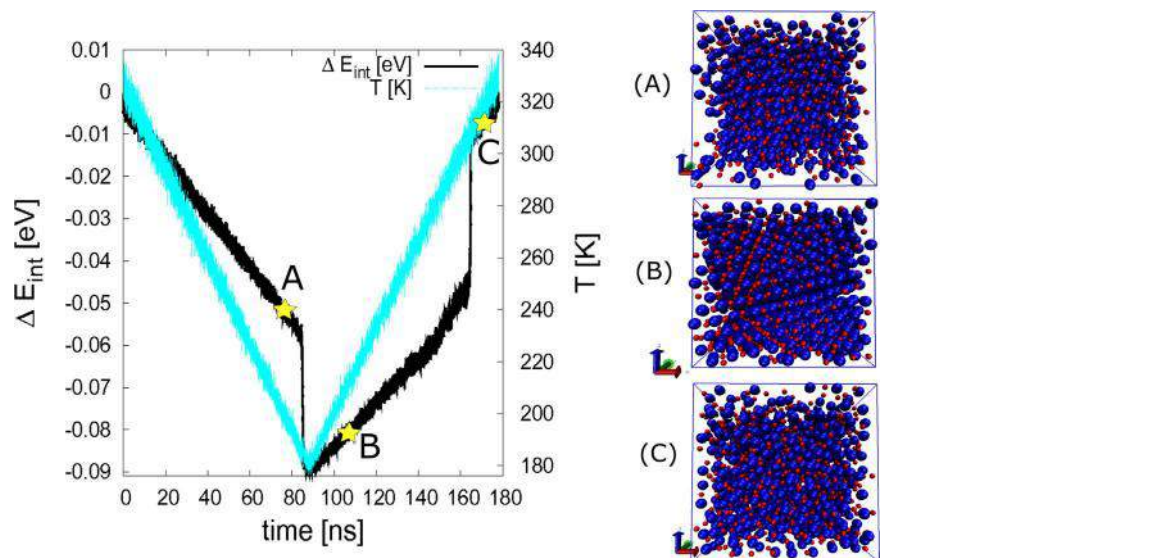 0.01
0
-0.01
-0.02
-0.03
-0.04
-0.05
-0.06
-0.07
-0.08
-0.09
Δ E_int [eV]
Δ E_int [eV]
T [K]
A
B
C
340
320
300
280
260
240
220
200
180
T [K]
0 20 40 60 80 100 120 140 160 180
time [ns]
(A)
(B)
(C)